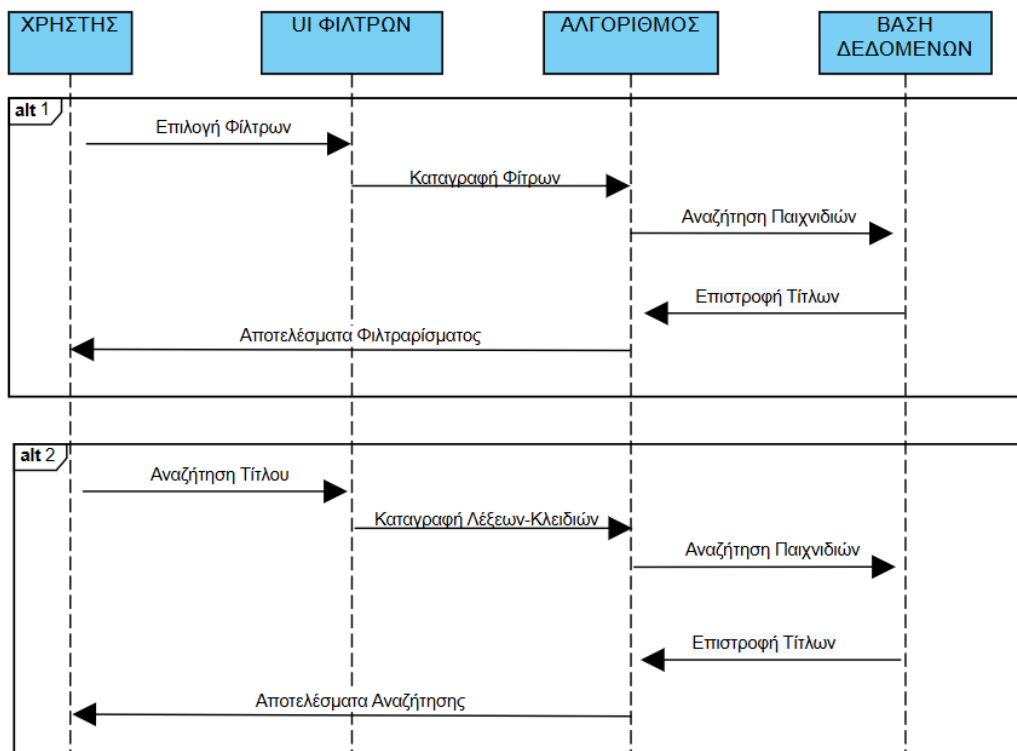 ΧΡΗΣΤΗΣ
UI ΦΙΛΤΡΩΝ
ΑΛΓΟΡΙΘΜΟΣ
ΒΑΣΗ
ΔΕΔΟΜΕΝΩΝ
alt 1
Επιλογή Φίλτρων
Καταγραφή Φίτρων
Αναζήτηση Παιχνιδιών
Επιστροφή Τίτλων
Αποτελέσματα Φιλτραρίσματος
alt 2
Αναζήτηση Τίτλου
Καταγραφή Λέξεων-Κλειδιών
Αναζήτηση Παιχνιδιών
Επιστροφή Τίτλων
Αποτελέσματα Αναζήτησης